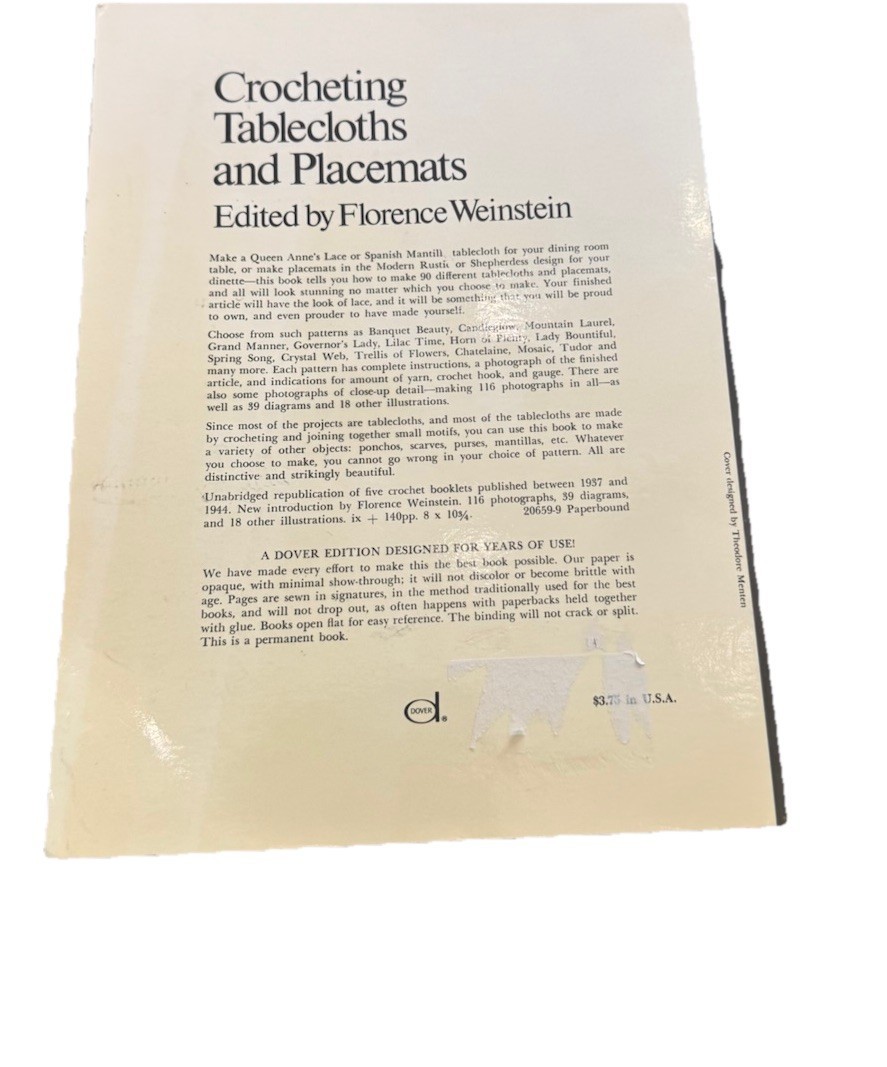 Crocheting
Tablecloths
and Placemats
Edited by Florence Weinstein
Make a Queen Anne's Lace or Spanish Mantill tablecloth for your dining room
table, or make placemats in the Modern Rustic or Shepherdess design for your
dinette—this book tells you how to make 90 different tablecloths and placemats,
and all will look stunning no matter which you choose to make. Your finished
article will have the look of lace, and it will be something that you will be proud
to own, and even prouder to have made yourself.
Choose from such patterns as Banquet Beauty, Candleglow, Mountain Laurel,
Grand Manner, Governor's Lady, Lilac Time, Horn of Plenty, Lady Bountiful,
Spring Song, Crystal Web, Trellis of Flowers, Chatelaine, Mosaic, Tudor and
many more. Each pattern has complete instructions, a photograph of the finished
article, and indications for amount of yarn, crochet hook, and gauge. There are
also some photographs of close-up detail—making 116 photographs in all—as
well as 39 diagrams and 18 other illustrations.
Since most of the projects are tablecloths, and most of the tablecloths are made
by crocheting and joining together small motifs, you can use this book to make
a variety of other objects: ponchos, scarves, purses, mantillas, etc. Whatever
you choose to make, you cannot go wrong in your choice of pattern. All are
distinctive and strikingly beautiful.
Unabridged republication of five crochet booklets published between 1937 and
1944. New introduction by Florence Weinstein. 116 photographs, 39 diagrams,
and 18 other illustrations. ix + 140pp. 8 x 10¾. 20659-9 Paperbound
A DOVER EDITION DESIGNED FOR YEARS OF USE!
We have made every effort to make this the best book possible. Our paper is
opaque, with minimal show-through; it will not discolor or become brittle with
age. Pages are sewn in signatures, in the method traditionally used for the best
books, and will not drop out, as often happens with paperbacks held together
with glue. Books open flat for easy reference. The binding will not crack or split.
This is a permanent book.
DOVER
$3.75 in U.S.A.
Cover designed by Theodore Menten